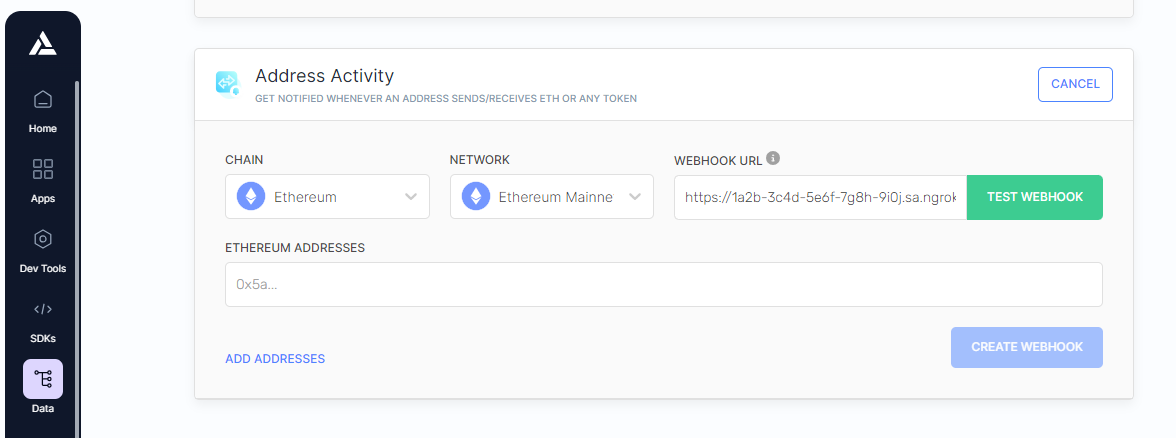 Home
Apps
Dev Tools
SDKs
Data
Address Activity
GET NOTIFIED WHENEVER AN ADDRESS SENDS/RECEIVES ETH OR ANY TOKEN
CANCEL
CHAIN
NETWORK
WEBHOOK URL
Ethereum
Ethereum Mainne
https://1a2b-3c4d-5e6f-7g8h-9i0j.sa.ngrok
TEST WEBHOOK
ETHEREUM ADDRESSES
0x5a...
ADD ADDRESSES
CREATE WEBHOOK